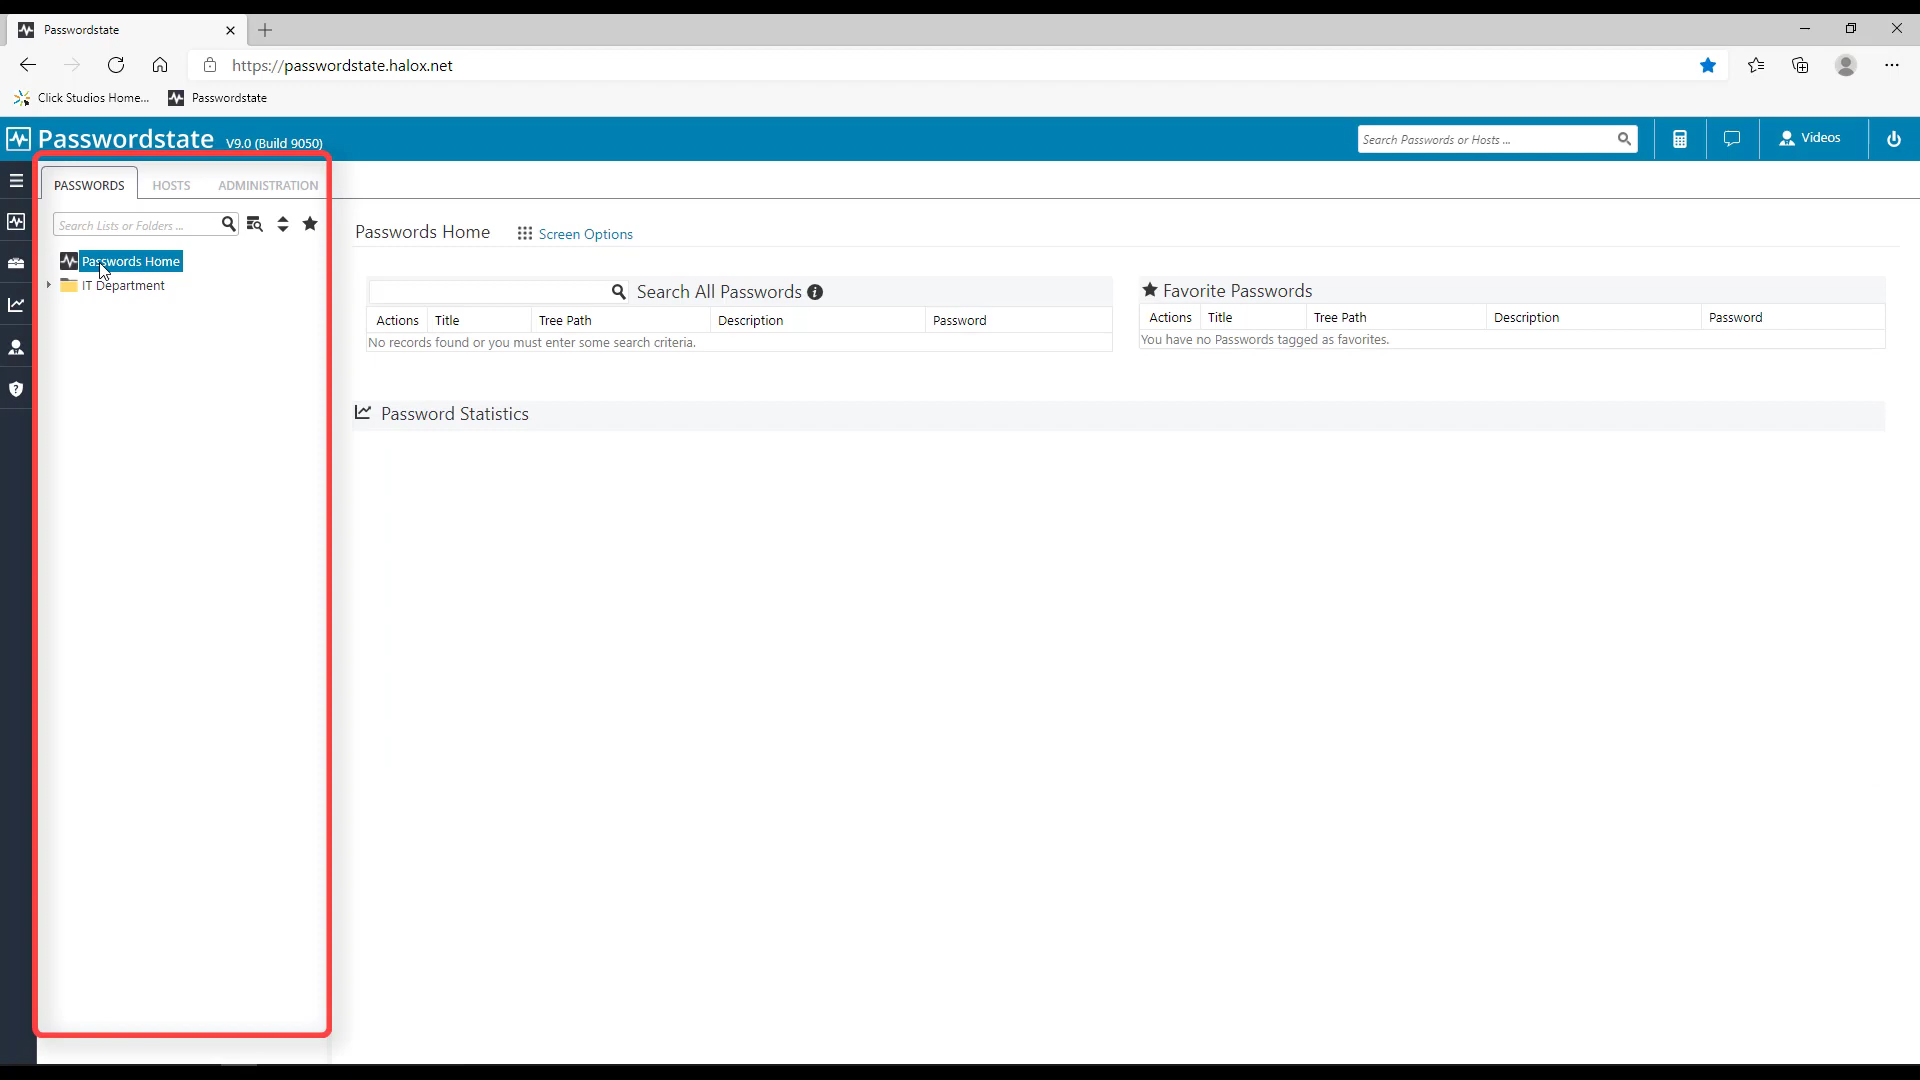 Passwordstate
https://passwordstate.halox.net
Click Studios Home... Passwordstate
Passwordstate V9.0 (Build 9050)
Search Passwords or Hosts ...
Videos
PASSWORDS HOSTS ADMINISTRATION
Search Lists or Folders ...
Passwords Home
IT Department
Passwords Home Screen Options
Search All Passwords
Actions Title Tree Path Description Password
No records found or you must enter some search criteria.
Favorite Passwords
Actions Title Tree Path Description Password
You have no Passwords tagged as favorites.
Password Statistics